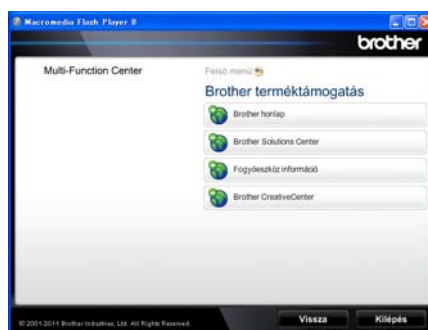 Macromedia Flash Player 8
brother
Multi-Function Center
Felső menü
Brother terméktámogatás
Brother honlap
Brother Solutions Center
Fogyóeszköz információ
Brother CreativeCenter
© 2001-2011 Brother Industries, Ltd. All Rights Reserved.
Vissza
Kilépés